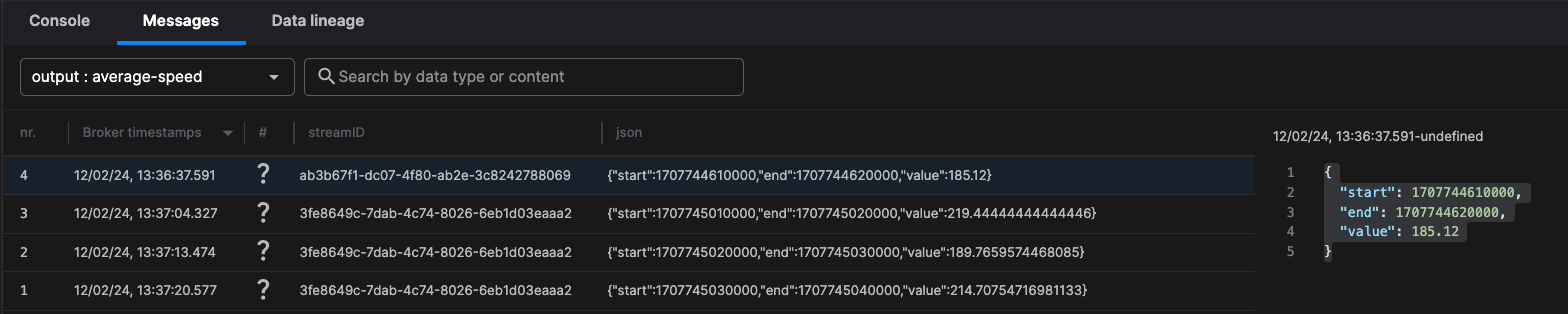 Console Messages Data lineage
output : average-speed Search by data type or content
nr. Broker timestamps # streamID json
12/02/24, 13:36:37.591-undefined
4 12/02/24, 13:36:37.591 ? ab3b67f1-dc07-4f80-ab2e-3c8242788069 {"start":1707744610000,"end":1707744620000,"value":185.12}
3 12/02/24, 13:37:04.327 ? 3fe8649c-7dab-4c74-8026-6eb1d03eaaa2 {"start":1707745010000,"end":1707745020000,"value":219.44444444444446}
2 12/02/24, 13:37:13.474 ? 3fe8649c-7dab-4c74-8026-6eb1d03eaaa2 {"start":1707745020000,"end":1707745030000,"value":189.7659574468085}
1 12/02/24, 13:37:20.577 ? 3fe8649c-7dab-4c74-8026-6eb1d03eaaa2 {"start":1707745030000,"end":1707745040000,"value":214.70754716981133}
1 {
2 "start": 1707744610000,
3 "end": 1707744620000,
4 "value": 185.12
5 }